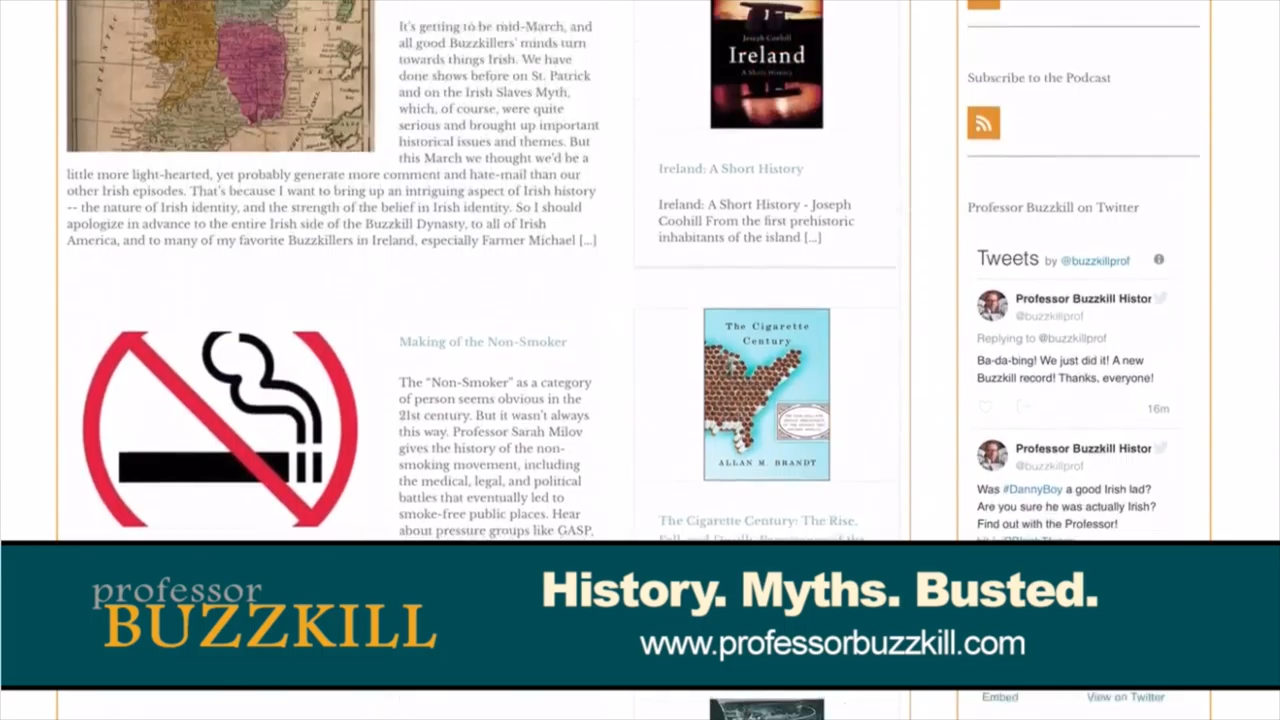 It's getting to be mid-March, and
all good Buzzkillers' minds turn
towards things Irish. We have
done shows before on St. Patrick
and on the Irish Slaves Myth,
which, of course, were quite
serious and brought up important
historical issues and themes. But
this March we thought we'd be a
little more light-hearted, yet probably generate more comment and hate-mail than our
other Irish episodes. That's because I want to bring up an intriguing aspect of Irish history
-- the nature of Irish identity, and the strength of the belief in Irish identity. So I should
apologize in advance to the entire Irish side of the Buzzkill Dynasty, to all of Irish
America, and to many of my favorite Buzzkillers in Ireland, especially Farmer Michael [...]
Making of the Non-Smoker
The "Non-Smoker" as a category
of person seems obvious in the
21st century. But it wasn't always
this way. Professor Sarah Milov
gives the history of the non-
smoking movement, including
the medical, legal, and political
battles that eventually led to
smoke-free public places. Hear
about pressure groups like GASP,
Joseph Coohill
Ireland
A Short History
Ireland: A Short History
Ireland: A Short History - Joseph
Coohill From the first prehistoric
inhabitants of the island [...]
The Cigarette
Century
ALLAN M. BRANDT
The Cigarette Century: The Rise,
Subscribe to the Podcast
Professor Buzzkill on Twitter
Tweets by @buzzkillprof
Professor Buzzkill Histor
@buzzkillprof
Replying to @buzzkillprof
Ba-da-bing! We just did it! A new
Buzzkill record! Thanks, everyone!
16m
Professor Buzzkill Histor
@buzzkillprof
Was #DannyBoy a good Irish lad?
Are you sure he was actually Irish?
Find out with the Professor!
professor
BUZZKILL
History. Myths. Busted.
www.professorbuzzkill.com
Embed
View on Twitter